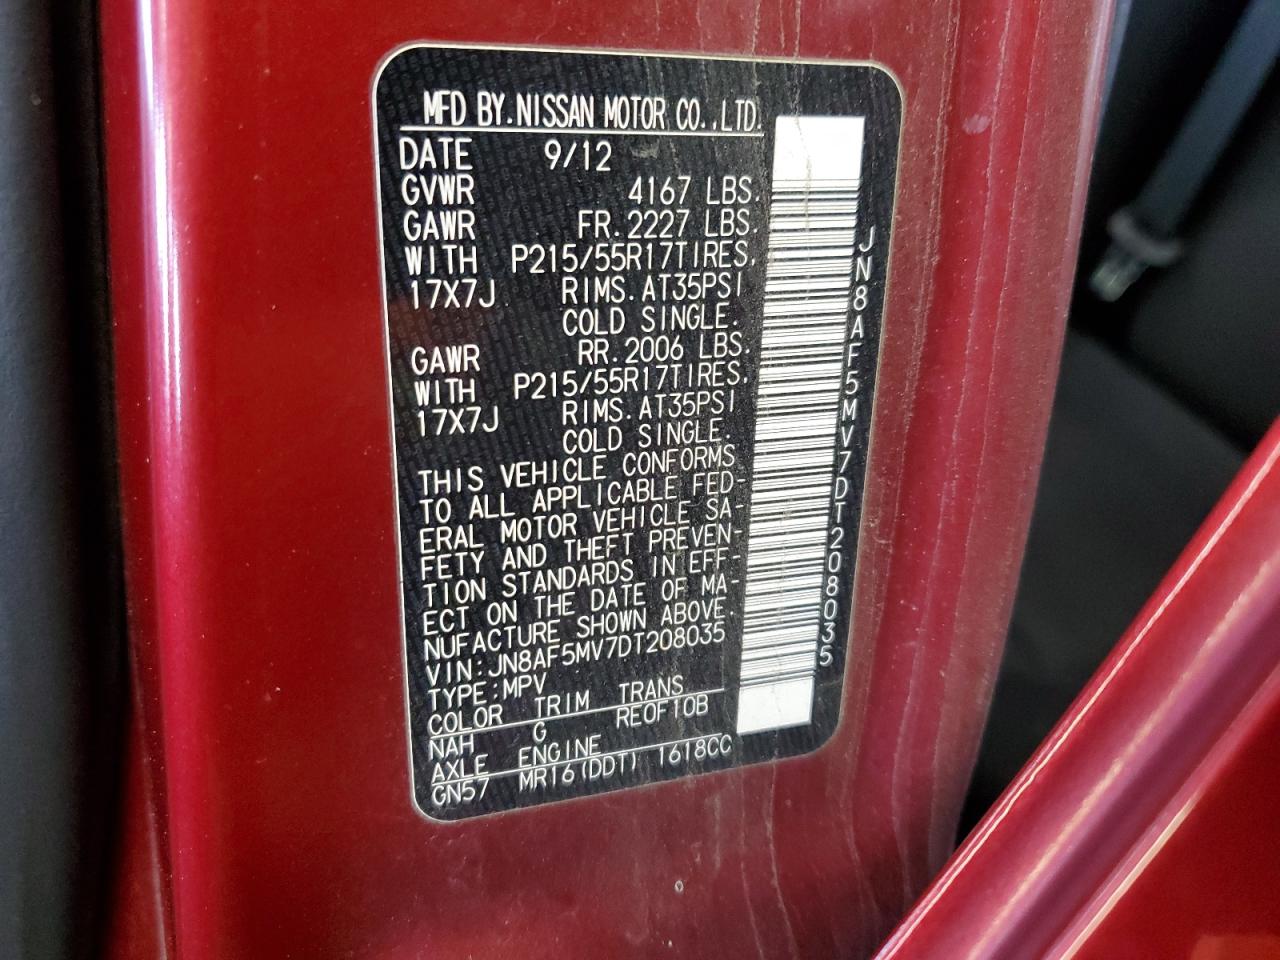 MFD BY.NISSAN MOTOR CO.,LTD.
DATE 9/12
GVWR 4167 LBS.
GAWR FR.2227 LBS.
WITH P215/55R17TIRES.
17X7J RIMS.AT35PSI
COLD SINGLE.
GAWR RR.2006 LBS.
WITH P215/55R17TIRES.
17X7J RIMS.AT35PSI
COLD SINGLE.
THIS VEHICLE CONFORMS
TO ALL APPLICABLE FED-
ERAL MOTOR VEHICLE SA-
FETY AND THEFT PREVEN-
TION STANDARDS IN EFF-
ECT ON THE DATE OF MA-
NUFACTURE SHOWN ABOVE.
VIN:JN8AF5MV7DT208035
TYPE:MPV
COLOR TRIM TRANS
NAH G REOF10B
AXLE ENGINE
GN57 MR16(DDT) 1618CC
JN8AF5MV7DT208035